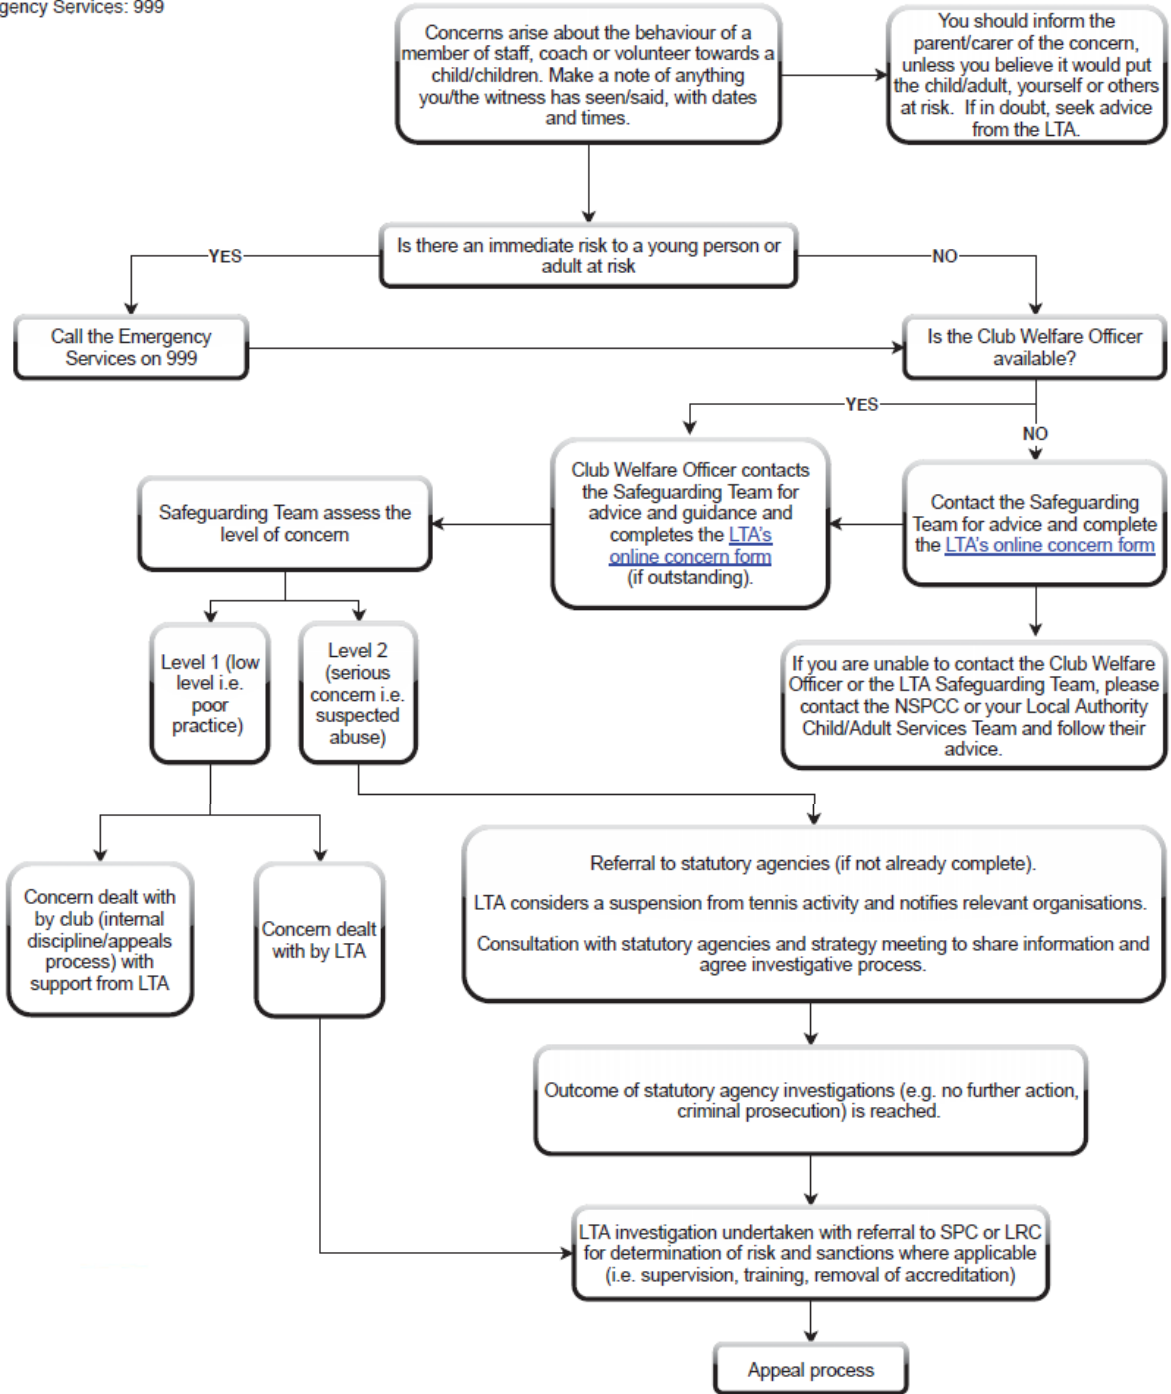 gency Services: 999
Concerns arise about the behaviour of a
member of staff, coach or volunteer towards a
child/children. Make a note of anything
you/the witness has seen/said, with dates
and times.
You should inform the
parent/carer of the concern,
unless you believe it would put
the child/adult, yourself or others
at risk. If in doubt, seek advice
from the LTA.
Is there an immediate risk to a young person or
adult at risk
YES
NO
Call the Emergency
Services on 999
Is the Club Welfare Officer
available?
YES
NO
Club Welfare Officer contacts
the Safeguarding Team for
advice and guidance and
completes the LTA's
online concern form
(if outstanding).
Contact the Safeguarding
Team for advice and complete
the LTA's online concern form
Safeguarding Team assess the
level of concern
Level 1 (low
level i.e.
poor
practice)
Level 2
(serious
concern i.e.
suspected
abuse)
If you are unable to contact the Club Welfare
Officer or the LTA Safeguarding Team, please
contact the NSPCC or your Local Authority
Child/Adult Services Team and follow their
advice.
Concern dealt with
by club (internal
discipline/appeals
process) with
support from LTA
Concern dealt
with by LTA
Referral to statutory agencies (if not already complete).
LTA considers a suspension from tennis activity and notifies relevant organisations.
Consultation with statutory agencies and strategy meeting to share information and
agree investigative process.
Outcome of statutory agency investigations (e.g. no further action,
criminal prosecution) is reached.
LTA investigation undertaken with referral to SPC or LRC
for determination of risk and sanctions where applicable
(i.e. supervision, training, removal of accreditation)
Appeal process